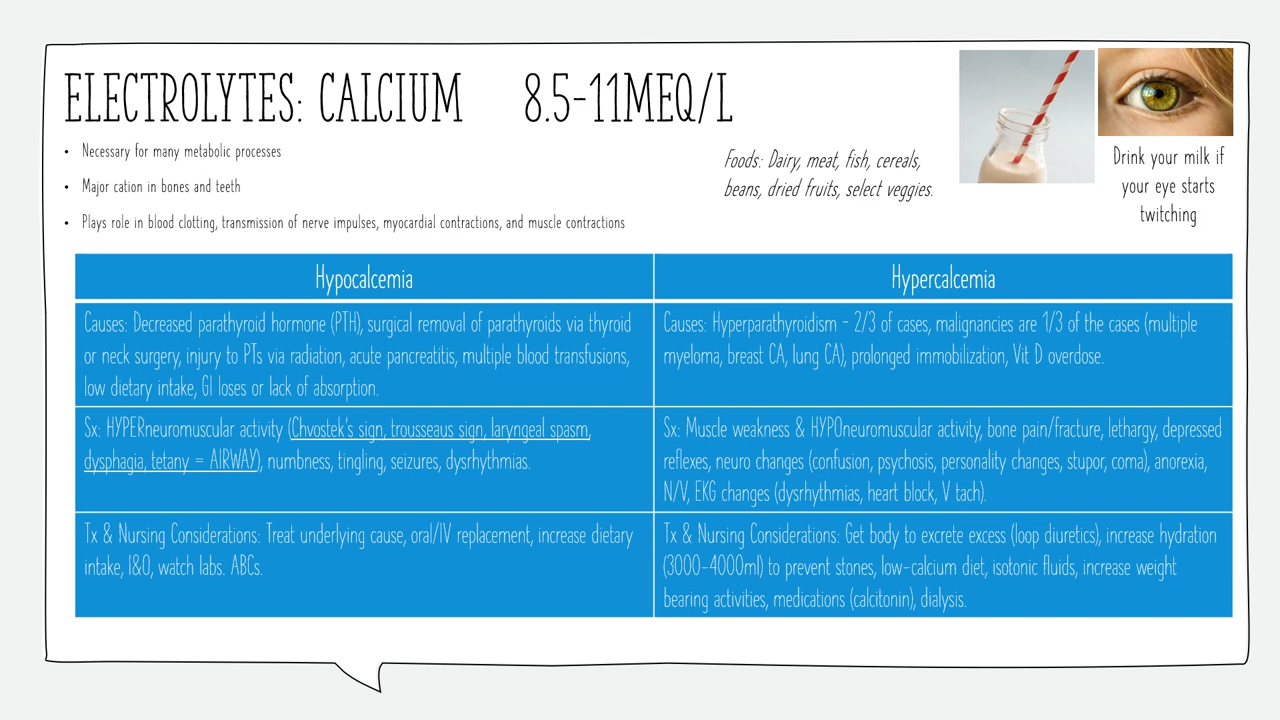 ELECTROLYTES: CALCIUM 8.5-11MEQ/L
• Necessary for many metabolic processes
• Major cation in bones and teeth
• Plays role in blood clotting, transmission of nerve impulses, myocardial contractions, and muscle contractions
Foods: Dairy, meat, fish, cereals,
beans, dried fruits, select veggies.
Drink your milk if
your eye starts
twitching
Hypocalcemia
Hypercalcemia
Causes: Decreased parathyroid hormone (PTH), surgical removal of parathyroids via thyroid
or neck surgery, injury to PTs via radiation, acute pancreatitis, multiple blood transfusions,
low dietary intake, GI loses or lack of absorption.
Causes: Hyperparathyroidism - 2/3 of cases, malignancies are 1/3 of the cases (multiple
myeloma, breast CA, lung CA), prolonged immobilization, Vit D overdose.
Sx: HYPERneuromuscular activity (Chvostek's sign, trousseaus sign, laryngeal spasm,
dysphagia, tetany = AIRWAY), numbness, tingling, seizures, dysrhythmias.
Sx: Muscle weakness & HYPOneuromuscular activity, bone pain/fracture, lethargy, depressed
reflexes, neuro changes (confusion, psychosis, personality changes, stupor, coma), anorexia,
N/V, EKG changes (dysrhythmias, heart block, V tach).
Tx & Nursing Considerations: Treat underlying cause, oral/IV replacement, increase dietary
intake, I&O, watch labs. ABCs.
Tx & Nursing Considerations: Get body to excrete excess (loop diuretics), increase hydration
(3000-4000ml) to prevent stones, low-calcium diet, isotonic fluids, increase weight
bearing activities, medications (calcitonin), dialysis.